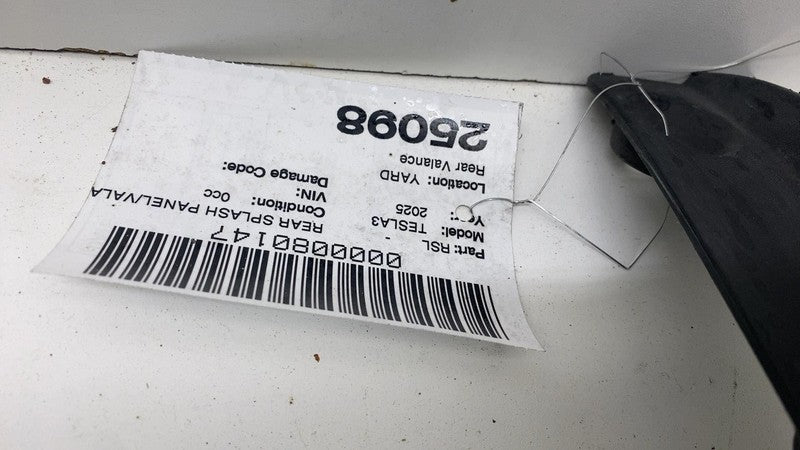 0000080147
Part: RSL
REAR SPLASH PANEL/VALA
Model: TESLA3
Condition: 0cc
2025
VIN:
Location: YARD
Damage Code:
Rear Valance
25098